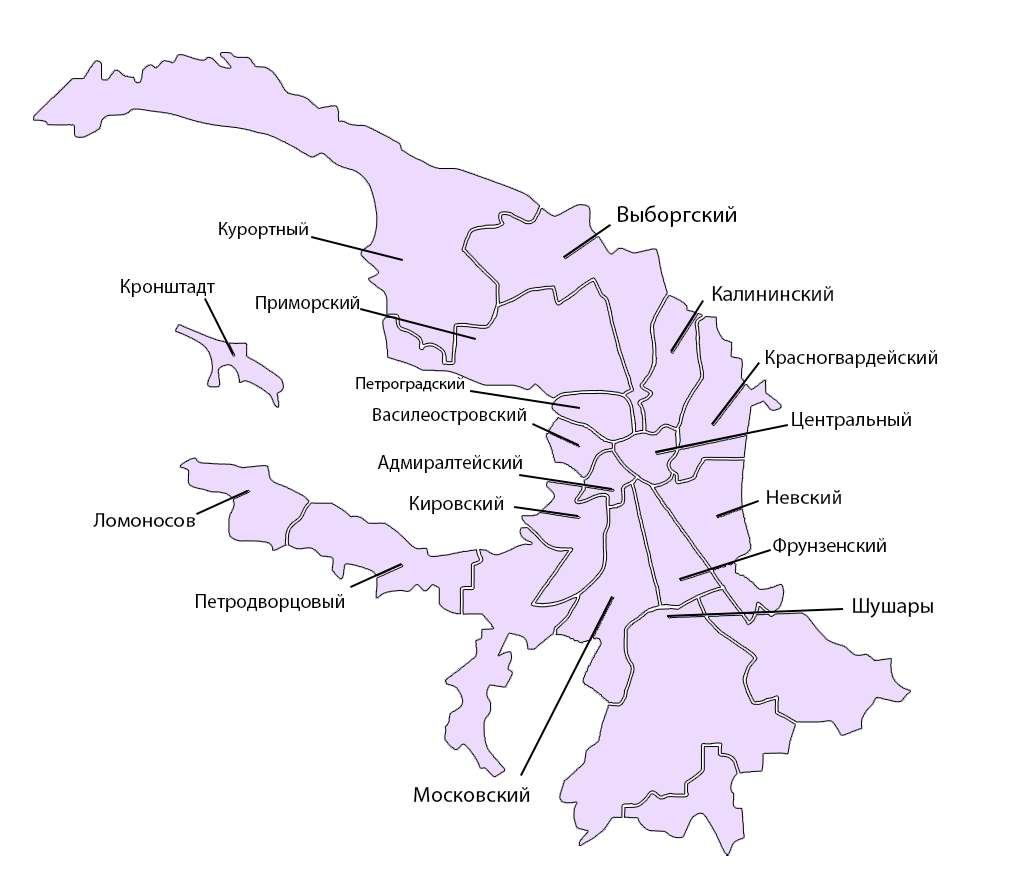 Выборгский
Курортный
Кронштадт
Калининский
Приморский
Красногвардейский
Петроградский
Василеостровский
Центральный
Адмиралтейский
Невский
Кировский
Ломоносов
Фрунзенский
Петродворцовый
Шушары
Московский